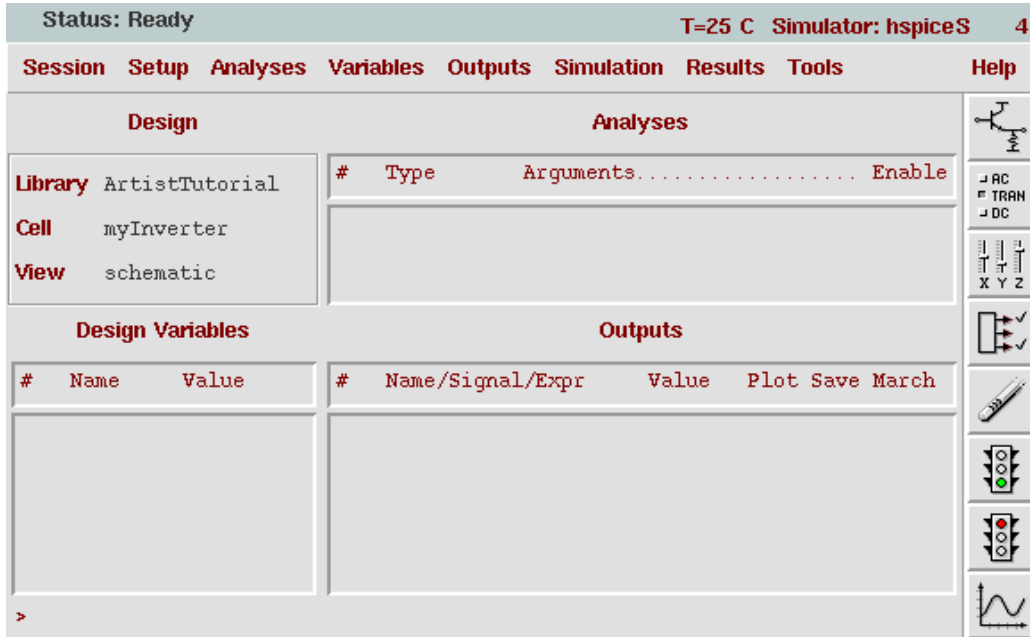 Status: Ready T=25 C Simulator: hspiceS 4
Session Setup Analyses Variables Outputs Simulation Results Tools Help
Design
Library ArtistTutorial
Cell myInverter
View schematic
Analyses
# Type Arguments.................. Enable
Design Variables
# Name Value
Outputs
# Name/Signal/Expr Value Plot Save March
>
AC
TRAN
DC
X Y Z